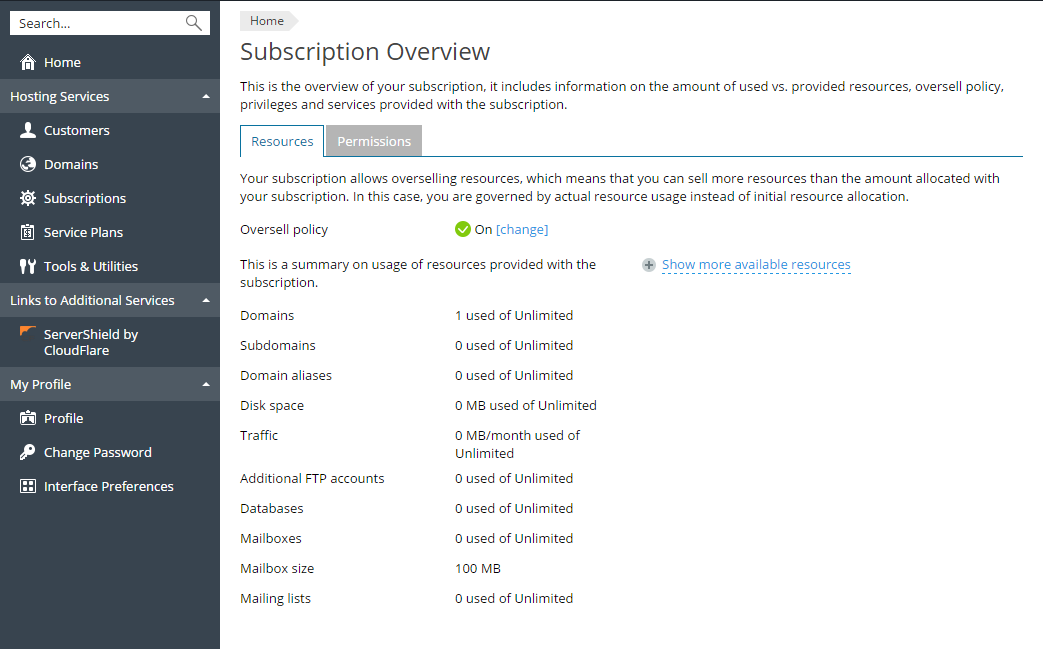 Search...
Home
Hosting Services
Customers
Domains
Subscriptions
Service Plans
Tools & Utilities
Links to Additional Services
ServerShield by
CloudFlare
My Profile
Profile
Change Password
Interface Preferences
Home
Subscription Overview
This is the overview of your subscription, it includes information on the amount of used vs. provided resources, oversell policy,
privileges and services provided with the subscription.
Resources
Permissions
Your subscription allows overselling resources, which means that you can sell more resources than the amount allocated with
your subscription. In this case, you are governed by actual resource usage instead of initial resource allocation.
Oversell policy On [change]
This is a summary on usage of resources provided with the
subscription.
Show more available resources
Domains 1 used of Unlimited
Subdomains 0 used of Unlimited
Domain aliases 0 used of Unlimited
Disk space 0 MB used of Unlimited
Traffic 0 MB/month used of
Unlimited
Additional FTP accounts 0 used of Unlimited
Databases 0 used of Unlimited
Mailboxes 0 used of Unlimited
Mailbox size 100 MB
Mailing lists 0 used of Unlimited